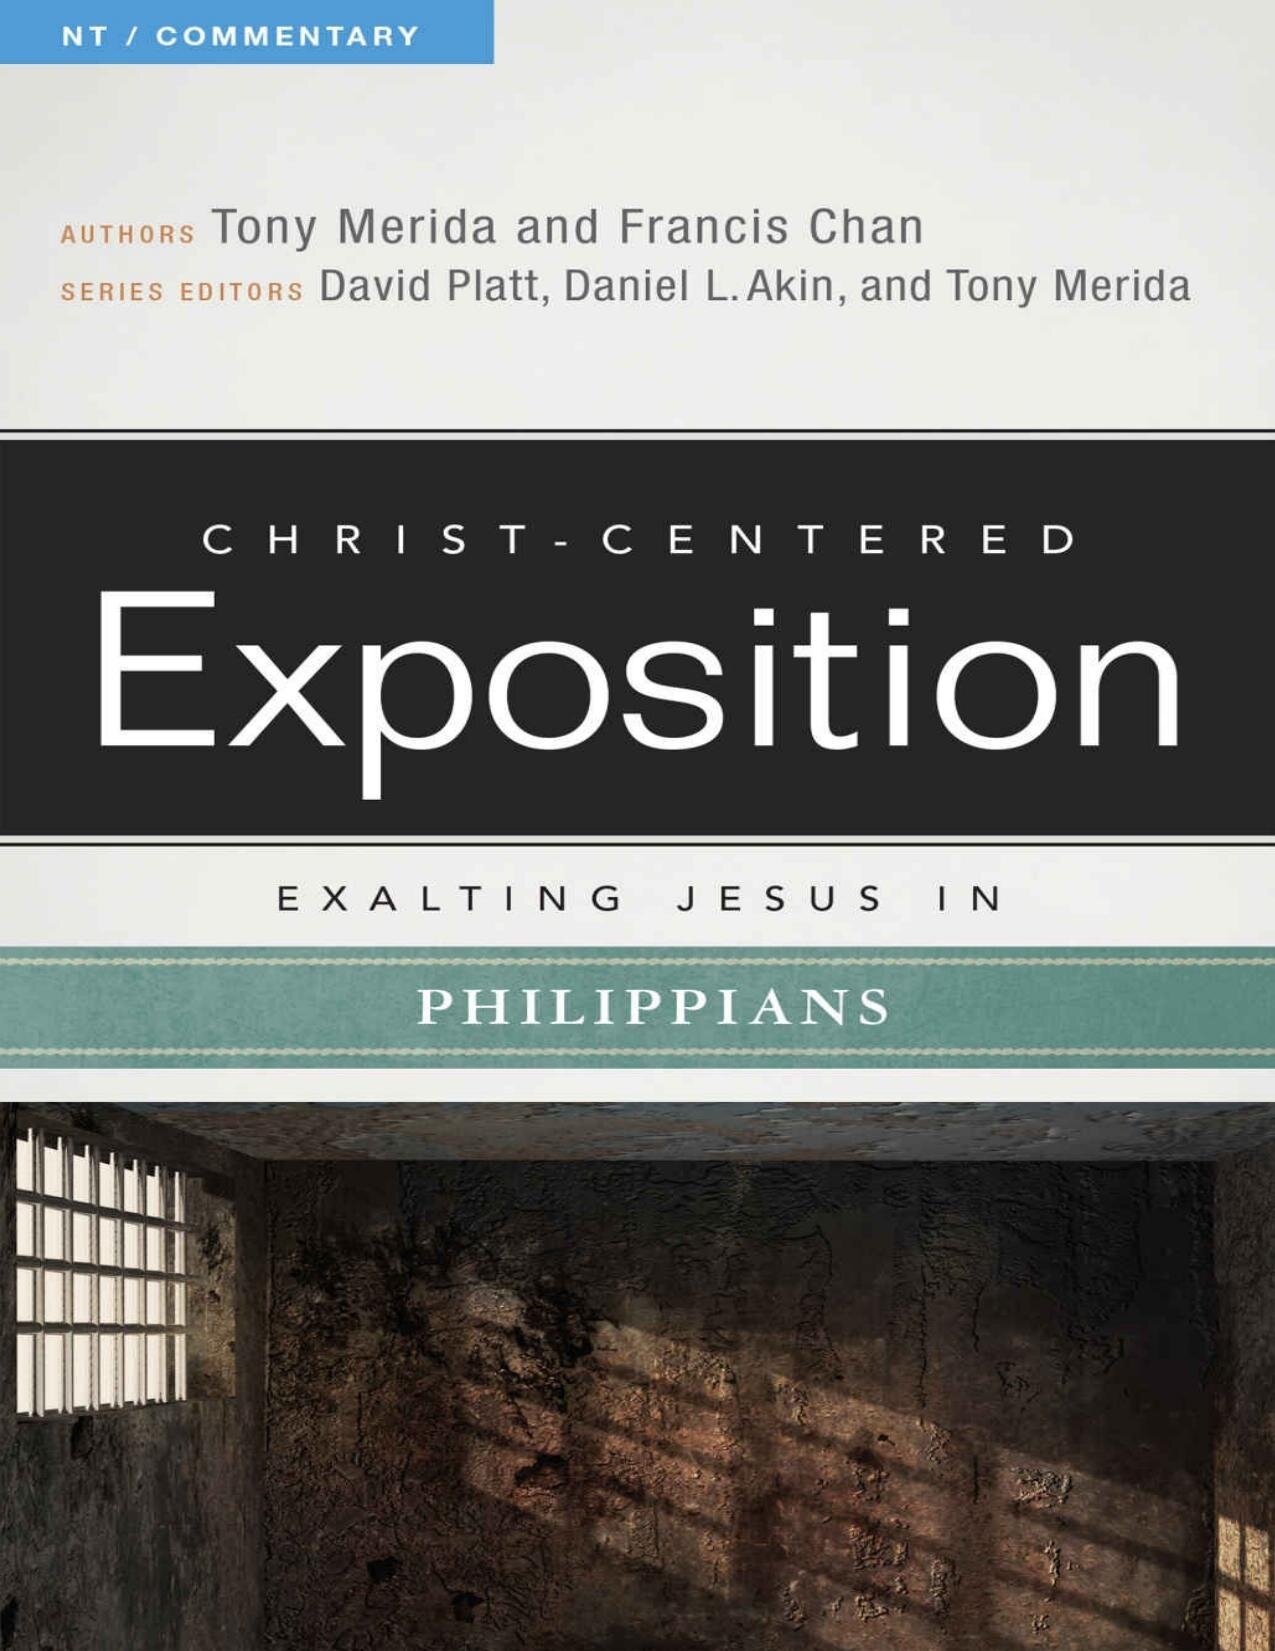 NT / COMMENTARY
AUTHORS Tony Merida and Francis Chan
SERIES EDITORS David Platt, Daniel L. Akin, and Tony Merida
CHRIST-CENTERED
Exposition
EXALTING JESUS IN
PHILIPPIANS